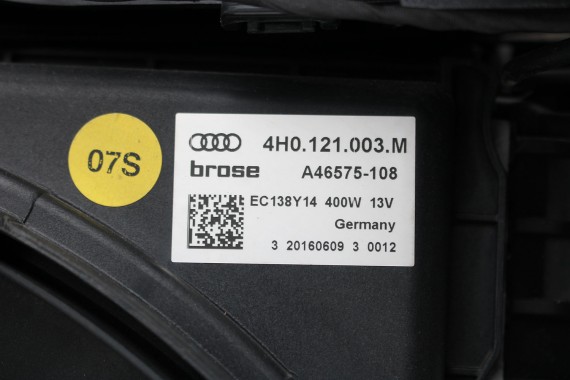 07S
4H0.121.003.M
brose A46575-108
EC138Y14 400W 13V
Germany
3 20160609 3 0012